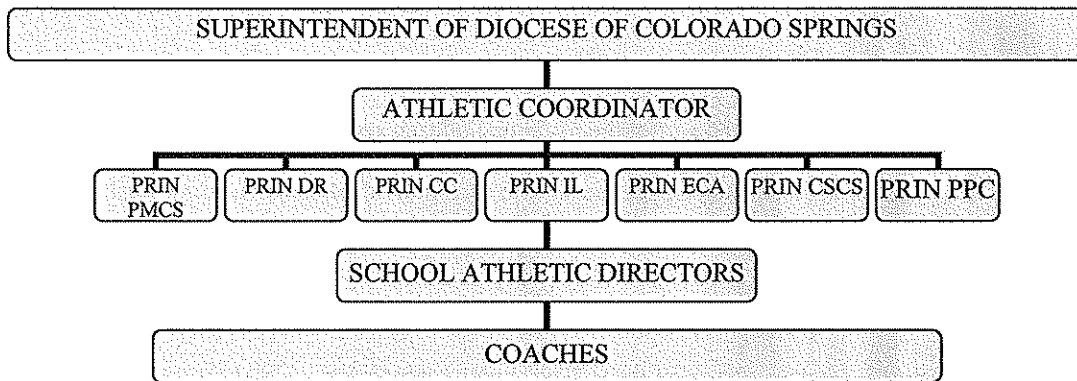 SUPERINTENDENT OF DIOCESE OF COLORADO SPRINGS
ATHLETIC COORDINATOR
PRIN
PMCS
PRIN DR
PRIN CC
PRIN IL
PRIN ECA
PRIN CSCS
PRIN PPC
SCHOOL ATHLETIC DIRECTORS
COACHES